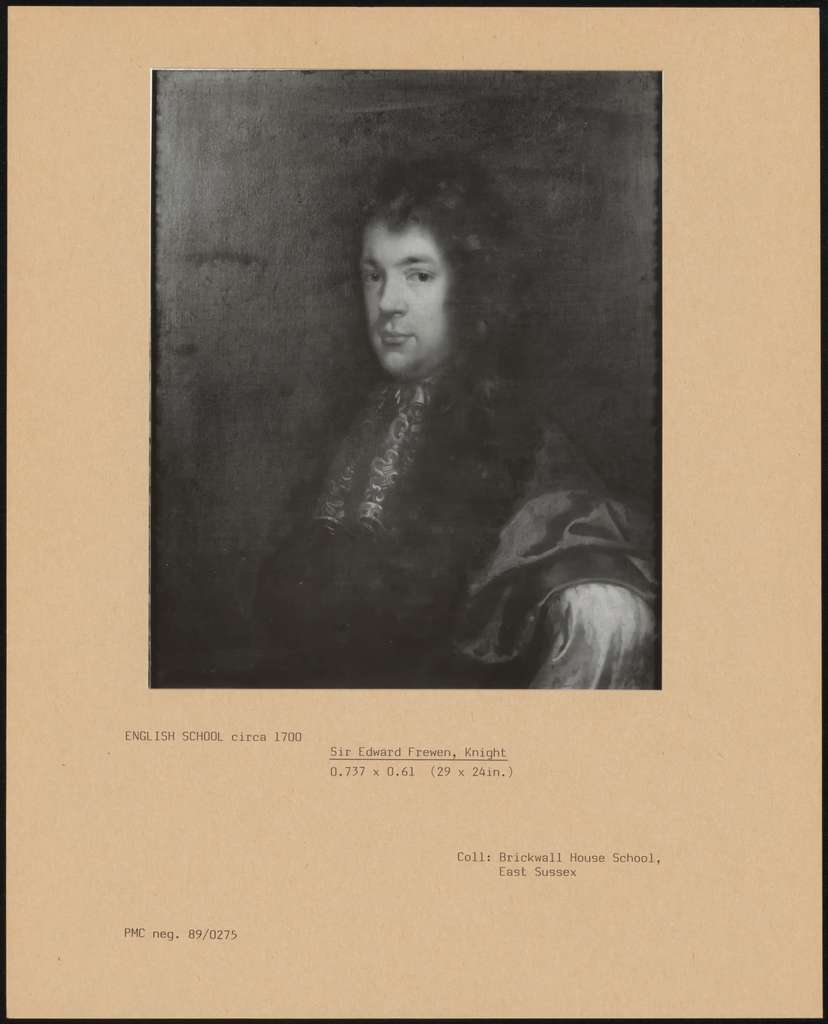 ENGLISH SCHOOL circa 1700
Sir Edward Frewen, Knight
0.737 x 0.61 (29 x 24in.)
Coll: Brickwall House School,
East Sussex
PMC neg. 89/0275